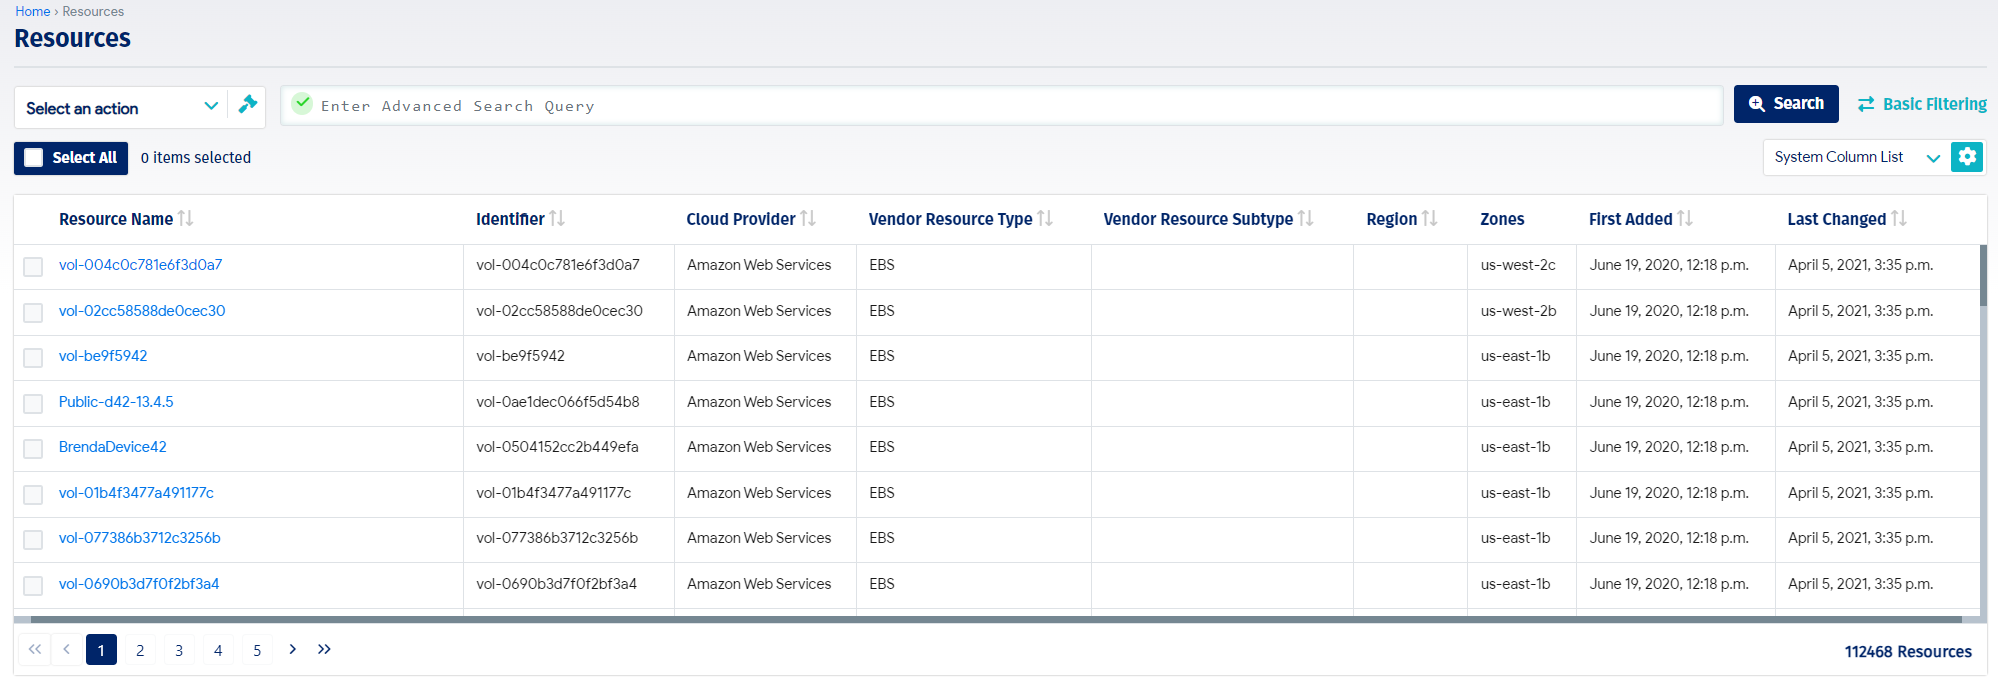 Home › Resources
Resources
Select an action
Enter Advanced Search Query
Search
Basic Filtering
Select All
0 items selected
System Column List
Resource Name Identifier Cloud Provider Vendor Resource Type Vendor Resource Subtype Region Zones First Added Last Changed
vol-004c0c781e6f3d0a7 vol-004c0c781e6f3d0a7 Amazon Web Services EBS us-west-2c June 19, 2020, 12:18 p.m. April 5, 2021, 3:35 p.m.
vol-02cc58588de0cec30 vol-02cc58588de0cec30 Amazon Web Services EBS us-west-2b June 19, 2020, 12:18 p.m. April 5, 2021, 3:35 p.m.
vol-be9f5942 vol-be9f5942 Amazon Web Services EBS us-east-1b June 19, 2020, 12:18 p.m. April 5, 2021, 3:35 p.m.
Public-d42-13.4.5 vol-0ae1dec066f5d54b8 Amazon Web Services EBS us-east-1b June 19, 2020, 12:18 p.m. April 5, 2021, 3:35 p.m.
BrendaDevice42 vol-0504152cc2b449efa Amazon Web Services EBS us-east-1b June 19, 2020, 12:18 p.m. April 5, 2021, 3:35 p.m.
vol-01b4f3477a491177c vol-01b4f3477a491177c Amazon Web Services EBS us-east-1b June 19, 2020, 12:18 p.m. April 5, 2021, 3:35 p.m.
vol-077386b3712c3256b vol-077386b3712c3256b Amazon Web Services EBS us-east-1b June 19, 2020, 12:18 p.m. April 5, 2021, 3:35 p.m.
vol-0690b3d7f0f2bf3a4 vol-0690b3d7f0f2bf3a4 Amazon Web Services EBS us-east-1b June 19, 2020, 12:18 p.m. April 5, 2021, 3:35 p.m.
« ‹ 1 2 3 4 5 › »
112468 Resources